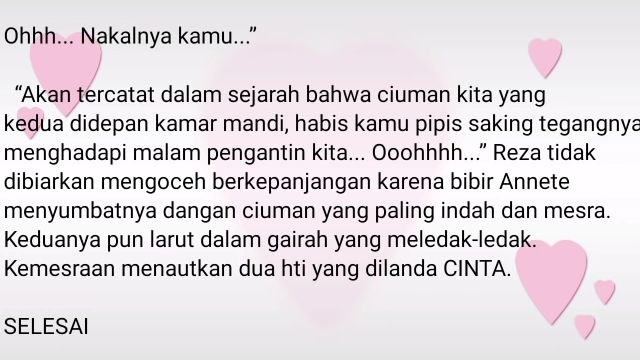 Ohhh... Nakalnya kamu...”
“Akan tercatat dalam sejarah bahwa ciuman kita yang
kedua didepan kamar mandi, habis kamu pipis saking tegangnya
menghadapi malam pengantin kita... Ooohhhh...” Reza tidak
dibiarkan mengoceh berkepanjangan karena bibir Annete
menyumbatnya dangan ciuman yang paling indah dan mesra.
Keduanya pun larut dalam gairah yang meledak-ledak.
Kemesraan menautkan dua hti yang dilanda CINTA.
SELESAI